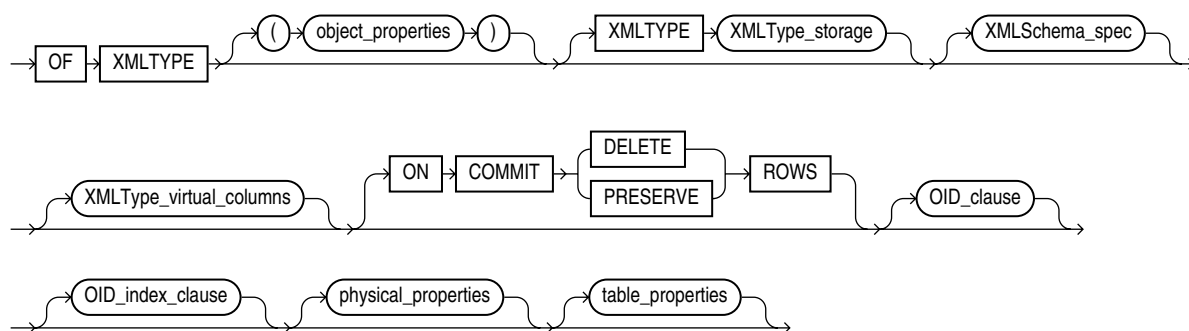 ( object_properties ) XMLTYPE XMLType_storage XMLSchema_spec
OF XMLTYPE
DELETE
ON COMMIT ROWS
PRESERVE
XMLType_virtual_columns OID_clause
OID_index_clause physical_properties table_properties